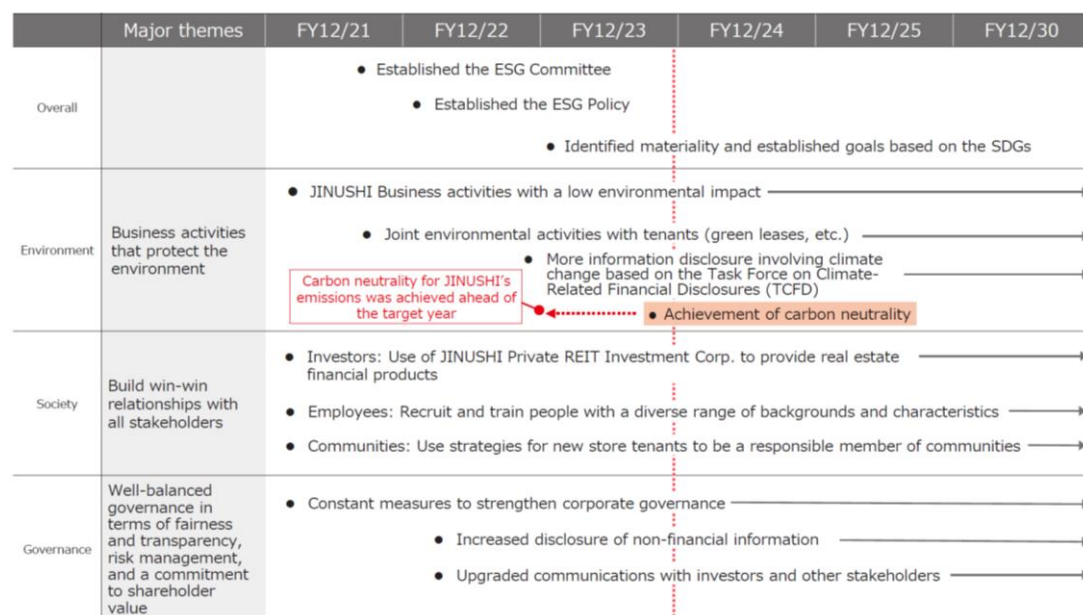 Major themes FY12/21 FY12/22 FY12/23 FY12/24 FY12/25 FY12/30
Overall
● Established the ESG Committee
● Established the ESG Policy
● Identified materiality and established goals based on the SDGs
Environment
Business activities
that protect the
environment
● JINUSHI Business activities with a low environmental impact
● Joint environmental activities with tenants (green leases, etc.)
● More information disclosure involving climate
change based on the Task Force on Climate-
Related Financial Disclosures (TCFD)
Carbon neutrality for JINUSHI's
emissions was achieved ahead of
the target year
● Achievement of carbon neutrality
Society
Build win-win
relationships with
all stakeholders
● Investors: Use of JINUSHI Private REIT Investment Corp. to provide real estate
financial products
● Employees: Recruit and train people with a diverse range of backgrounds and characteristics
● Communities: Use strategies for new store tenants to be a responsible member of communities
Governance
Well-balanced
governance in
terms of fairness
and transparency,
risk management,
and a commitment
to shareholder
value
● Constant measures to strengthen corporate governance
● Increased disclosure of non-financial information
● Upgraded communications with investors and other stakeholders